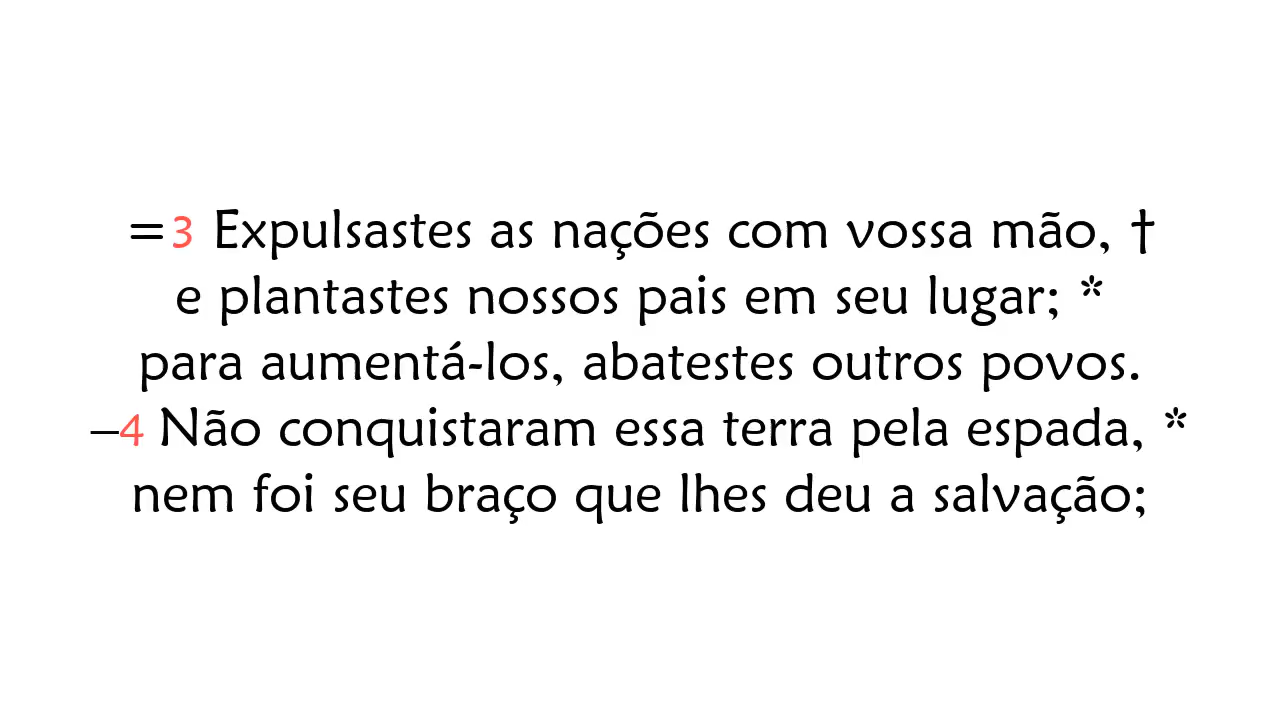 =3 Expulsastes as nações com vossa mão, †
e plantastes nossos pais em seu lugar; *
para aumentá-los, abatestes outros povos.
–4 Não conquistaram essa terra pela espada, *
nem foi seu braço que lhes deu a salvação;